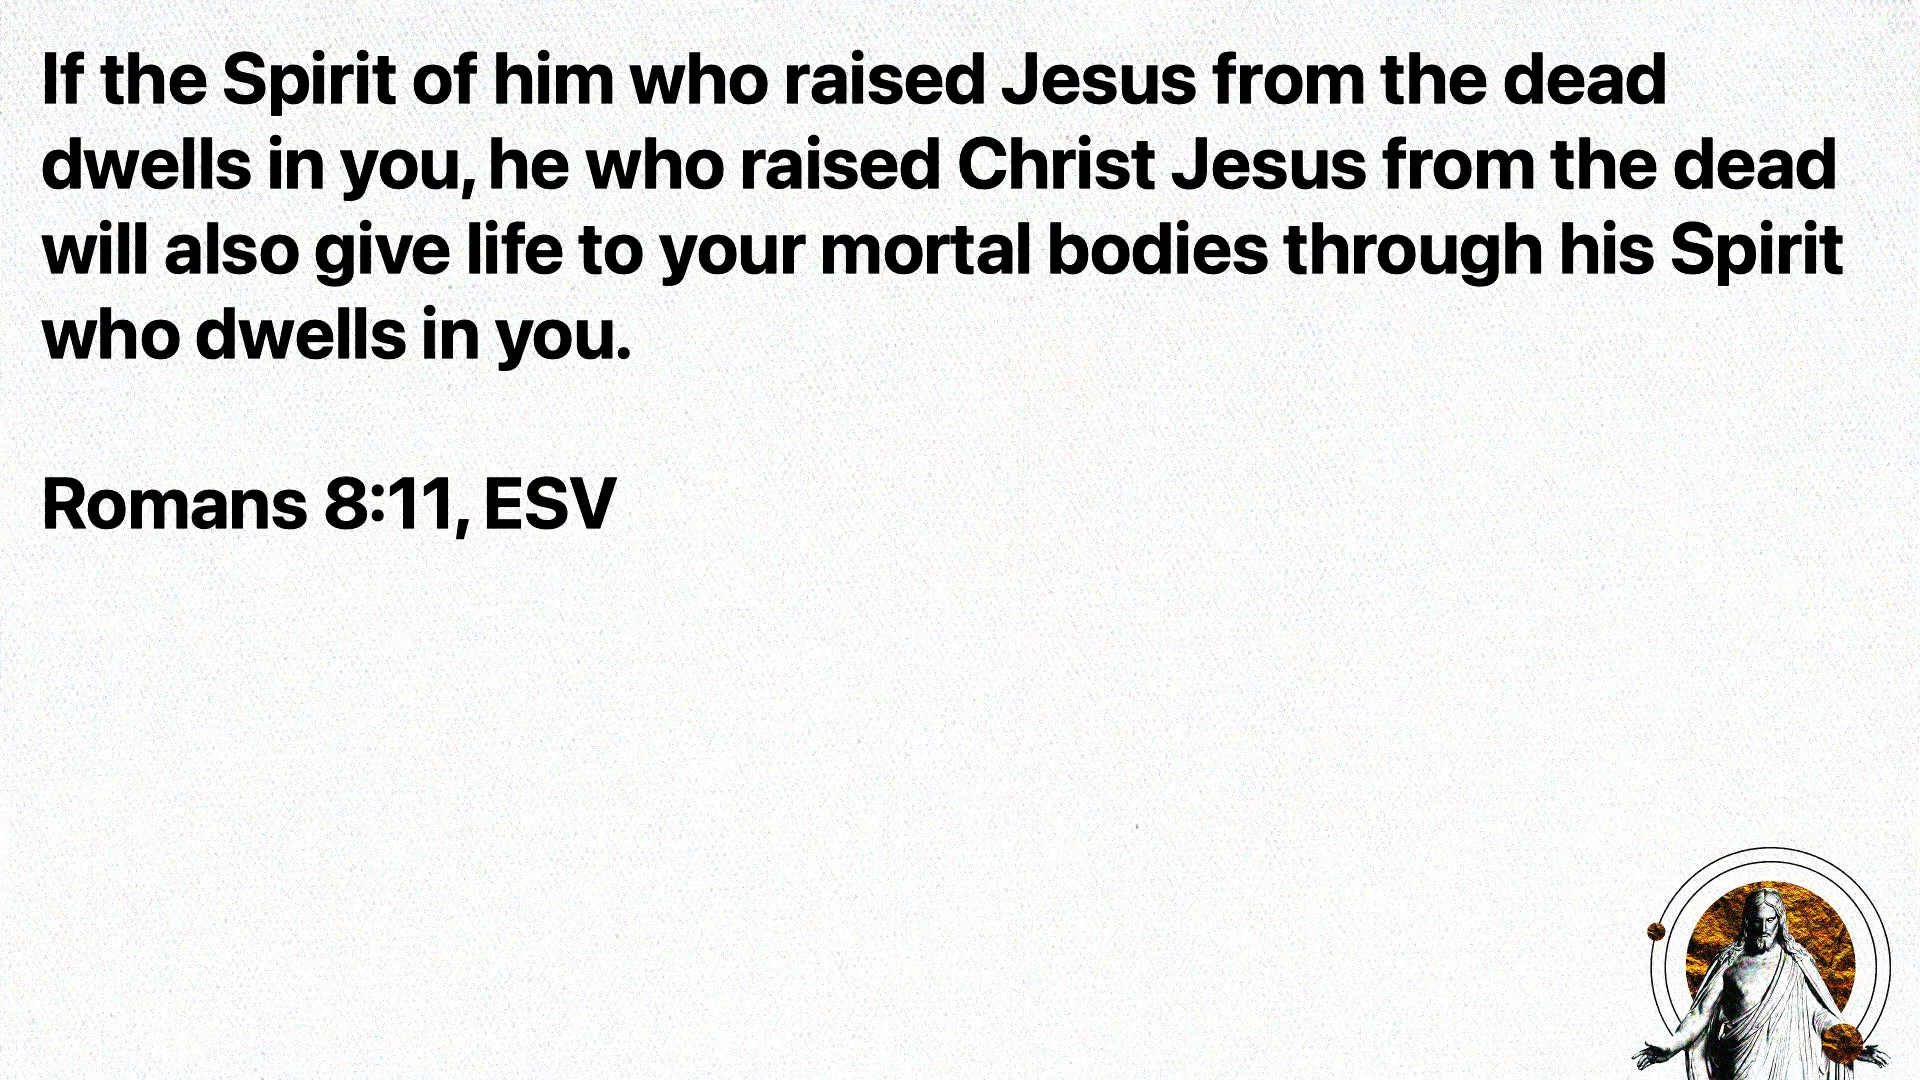 If the Spirit of him who raised Jesus from the dead
dwells in you, he who raised Christ Jesus from the dead
will also give life to your mortal bodies through his Spirit
who dwells in you.
Romans 8:11, ESV